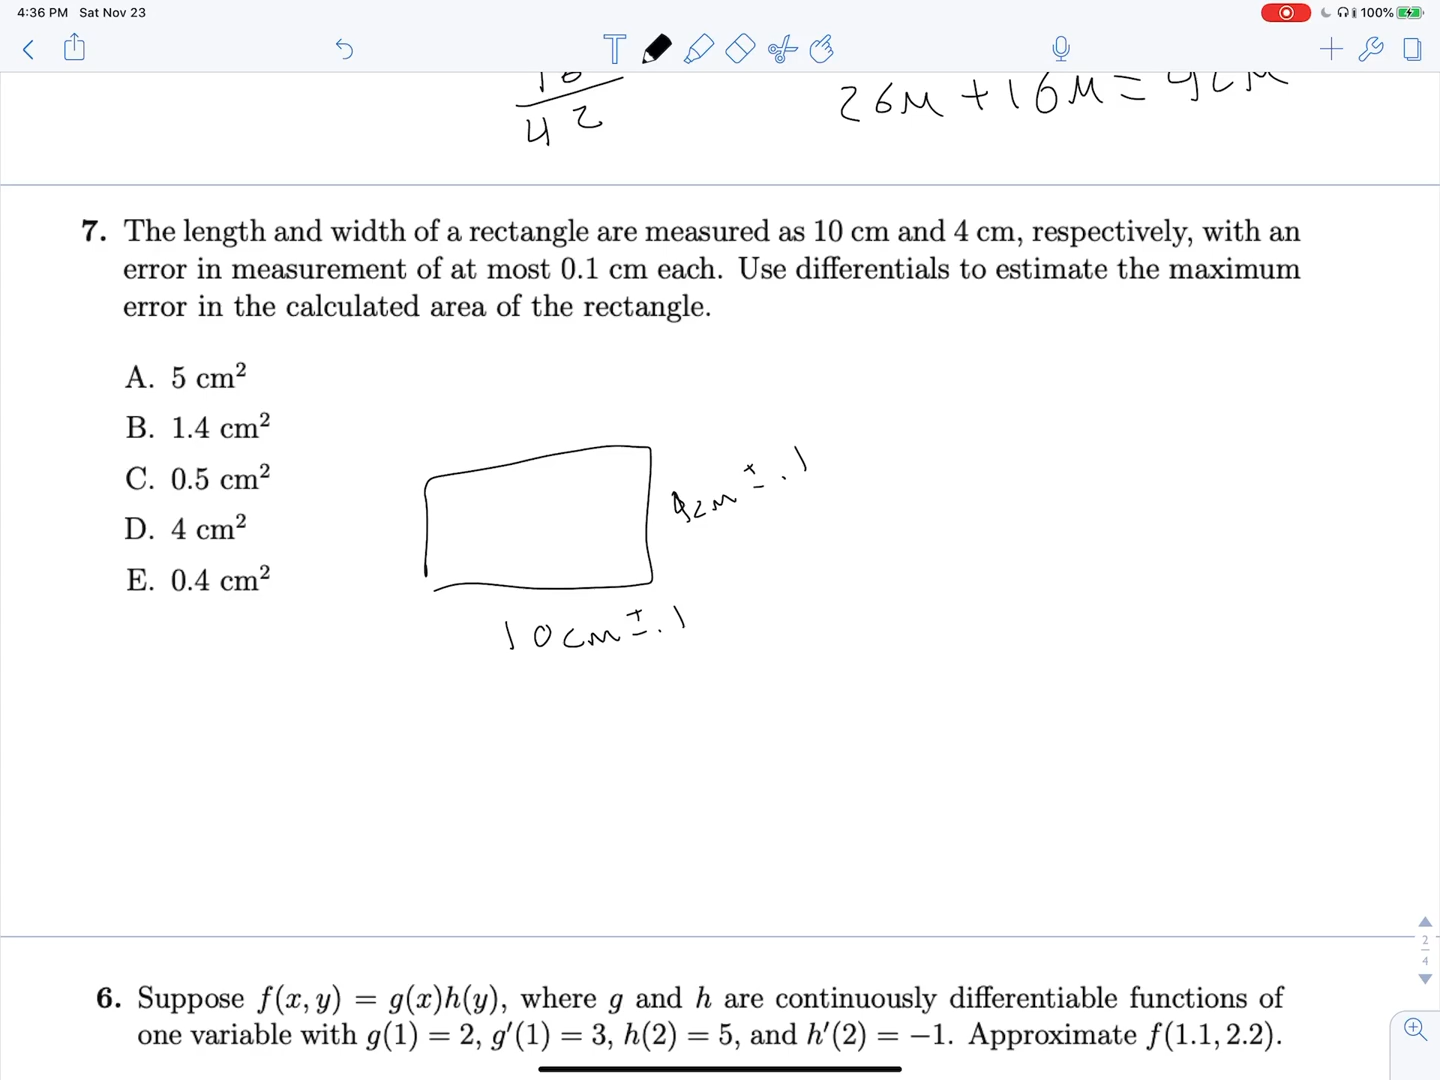 4:36 PM Sat Nov 23
100%
42
26M + 16M =
7. The length and width of a rectangle are measured as 10 cm and 4 cm, respectively, with an
error in measurement of at most 0.1 cm each. Use differentials to estimate the maximum
error in the calculated area of the rectangle.
A. 5 cm²
B. 1.4 cm²
C. 0.5 cm²
D. 4 cm²
E. 0.4 cm²
4cm ± .1
10cm ± .1
2
4
6. Suppose f(x, y) = g(x)h(y), where g and h are continuously differentiable functions of
one variable with g(1) = 2, g′(1) = 3, h(2) = 5, and h′(2) = −1. Approximate f(1.1, 2.2).